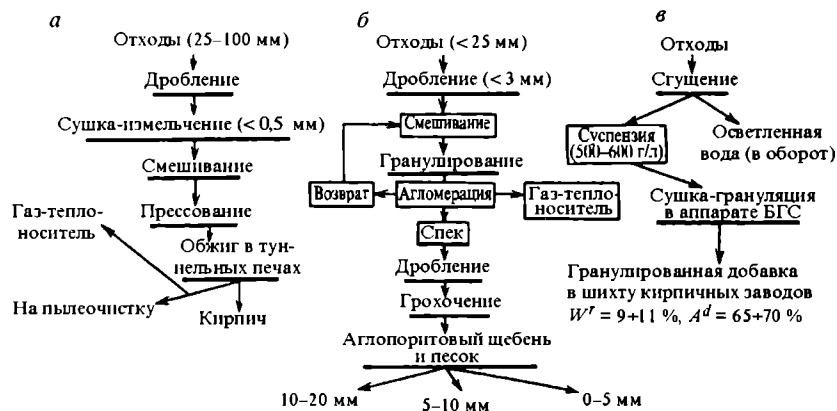 а
Отходы (25–100 мм)
Дробление
Сушка-измельчение (< 0,5 мм)
Смешивание
Прессование
Газ-тепло-
носитель
Обжиг в тун-
нельных печах
На пылеочистку
Кирпич
б
Отходы (< 25 мм)
Дробление (< 3 мм)
Смешивание
Гранулирование
Возврат
Агломерация
Газ-тепло-
носитель
Спек
Дробление
Грохочение
Аглопоритовый щебень
и песок
10–20 мм
5–10 мм
0–5 мм
в
Отходы
Сгущение
Суспензия
(500–600 г/л)
Осветленная
вода (в оборот)
Сушка-грануляция
в аппарате БГС
Гранулированная добавка
в шихту кирпичных заводов
W^r = 9+11 %, A^d = 65+70 %